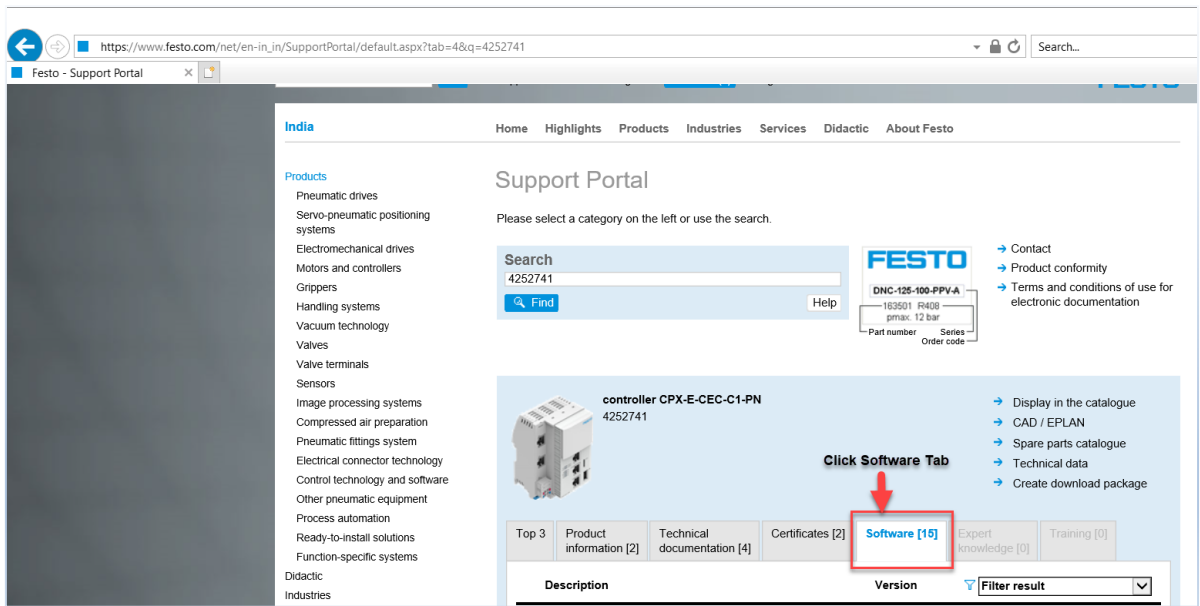 https://www.festo.com/net/en-in_in/SupportPortal/default.aspx?tab=4&q=4252741
Search...
Festo - Support Portal
India
Home Highlights Products Industries Services Didactic About Festo
Products
Pneumatic drives
Servo-pneumatic positioning
systems
Electromechanical drives
Motors and controllers
Grippers
Handling systems
Vacuum technology
Valves
Valve terminals
Sensors
Image processing systems
Compressed air preparation
Pneumatic fittings system
Electrical connector technology
Control technology and software
Other pneumatic equipment
Process automation
Ready-to-install solutions
Function-specific systems
Didactic
Industries
Support Portal
Please select a category on the left or use the search.
Search
4252741
Find
Help
FESTO
DNC-125-100-PPV-A
163501 R408
pmax. 12 bar
Part number Series
Order code
Contact
Product conformity
Terms and conditions of use for
electronic documentation
controller CPX-E-CEC-C1-PN
4252741
Display in the catalogue
CAD / EPLAN
Spare parts catalogue
Technical data
Create download package
Click Software Tab
Top 3
Product
information [2]
Technical
documentation [4]
Certificates [2]
Software [15]
Expert
knowledge [0]
Training [0]
Description Version Filter result